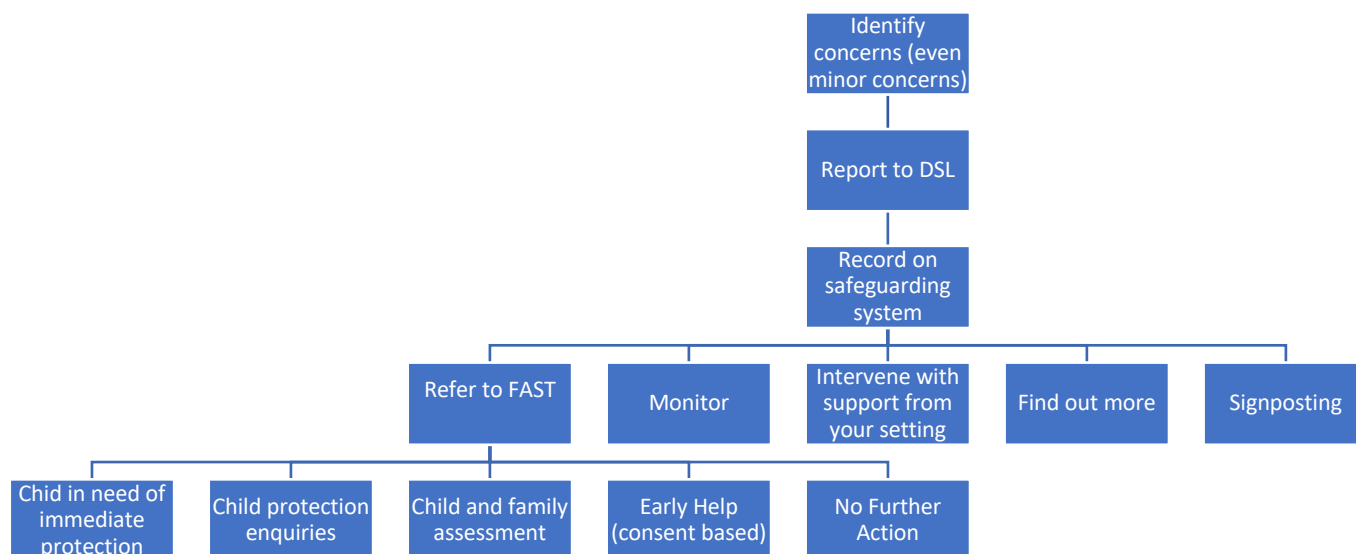 Identify
concerns (even
minor concerns)
Report to DSL
Record on
safeguarding
system
Refer to FAST
Monitor
Intervene with
support from
your setting
Find out more
Signposting
Chid in need of
immediate
protection
Child protection
enquiries
Child and family
assessment
Early Help
(consent based)
No Further
Action